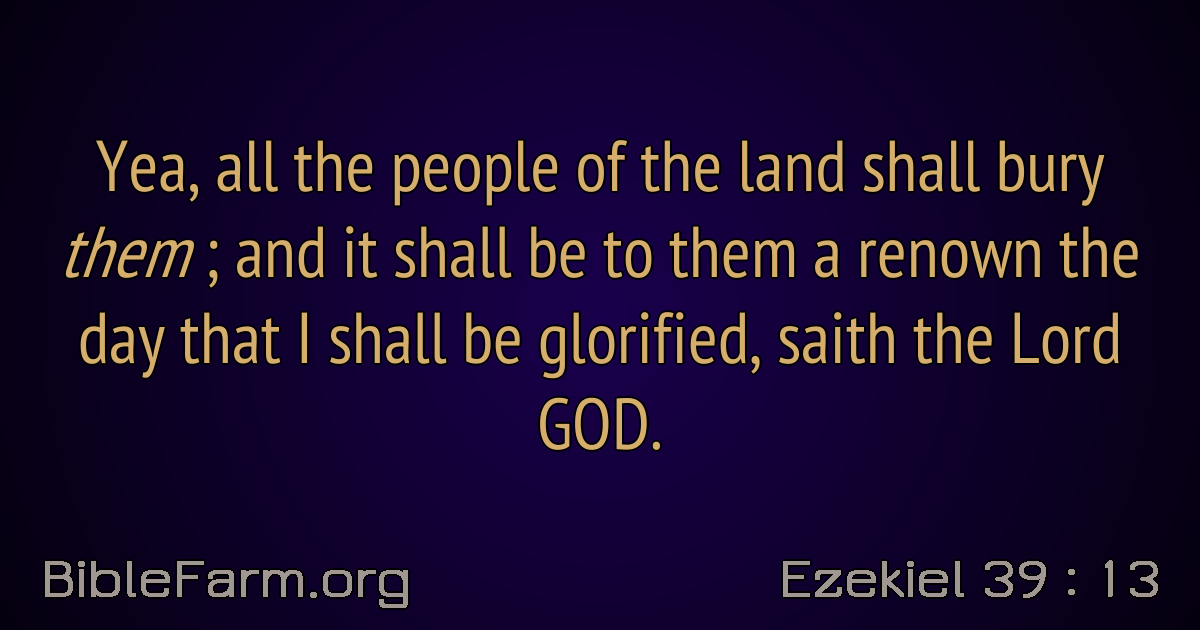 Yea, all the people of the land shall bury
them ; and it shall be to them a renown the
day that I shall be glorified, saith the Lord
GOD.
BibleFarm.org
Ezekiel 39 : 13